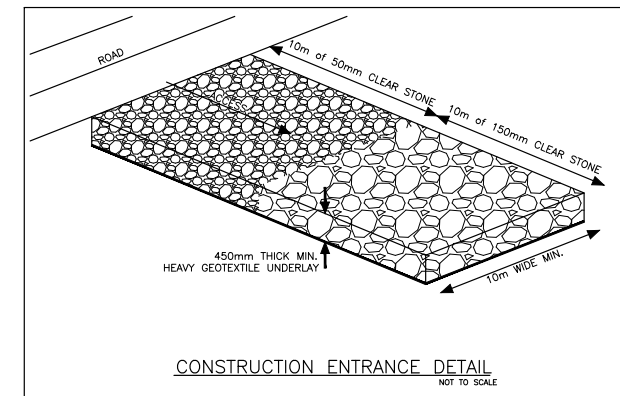 ROAD
10m of 50mm CLEAR STONE
10m of 150mm CLEAR STONE
ACCESS
450mm THICK MIN.
HEAVY GEOTEXTILE UNDERLAY
10m WIDE MIN.
CONSTRUCTION ENTRANCE DETAIL
NOT TO SCALE